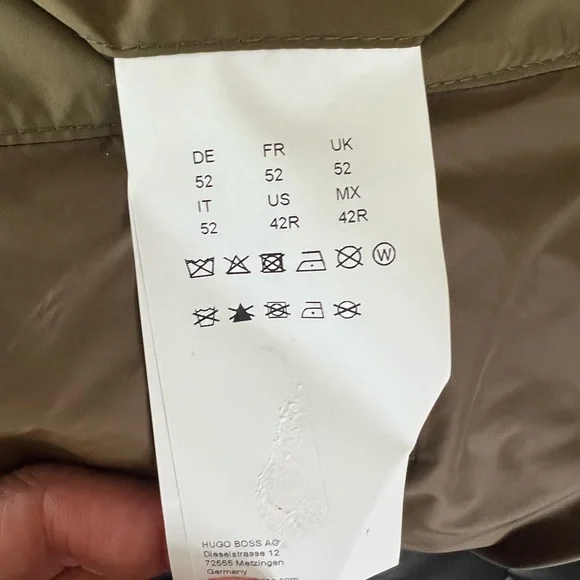 DE FR UK
52 52 52
IT US MX
52 42R 42R
W
HUGO BOSS AG
Dieselstrasse 12
72555 Metzingen
Germany